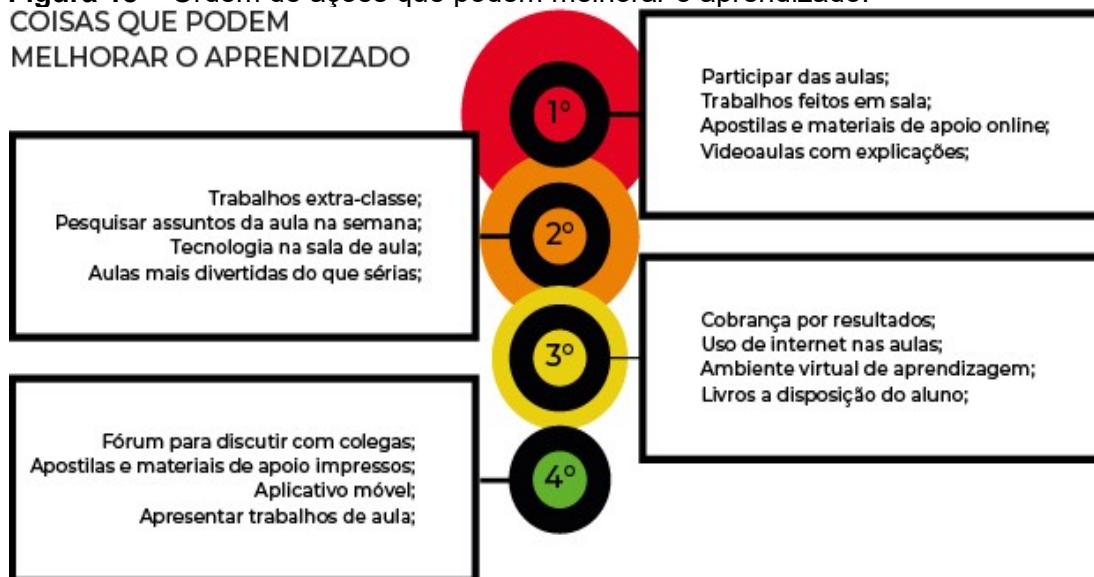 COISAS QUE PODEM
MELHORAR O APRENDIZADO
1º
Participar das aulas;
Trabalhos feitos em sala;
Apostilas e materiais de apoio online;
Videoaulas com explicações;
2º
Trabalhos extra-classe;
Pesquisar assuntos da aula na semana;
Tecnologia na sala de aula;
Aulas mais divertidas do que sérias;
3º
Cobrança por resultados;
Uso de internet nas aulas;
Ambiente virtual de aprendizagem;
Livros a disposição do aluno;
4º
Fórum para discutir com colegas;
Apostilas e materiais de apoio impressos;
Aplicativo móvel;
Apresentar trabalhos de aula;